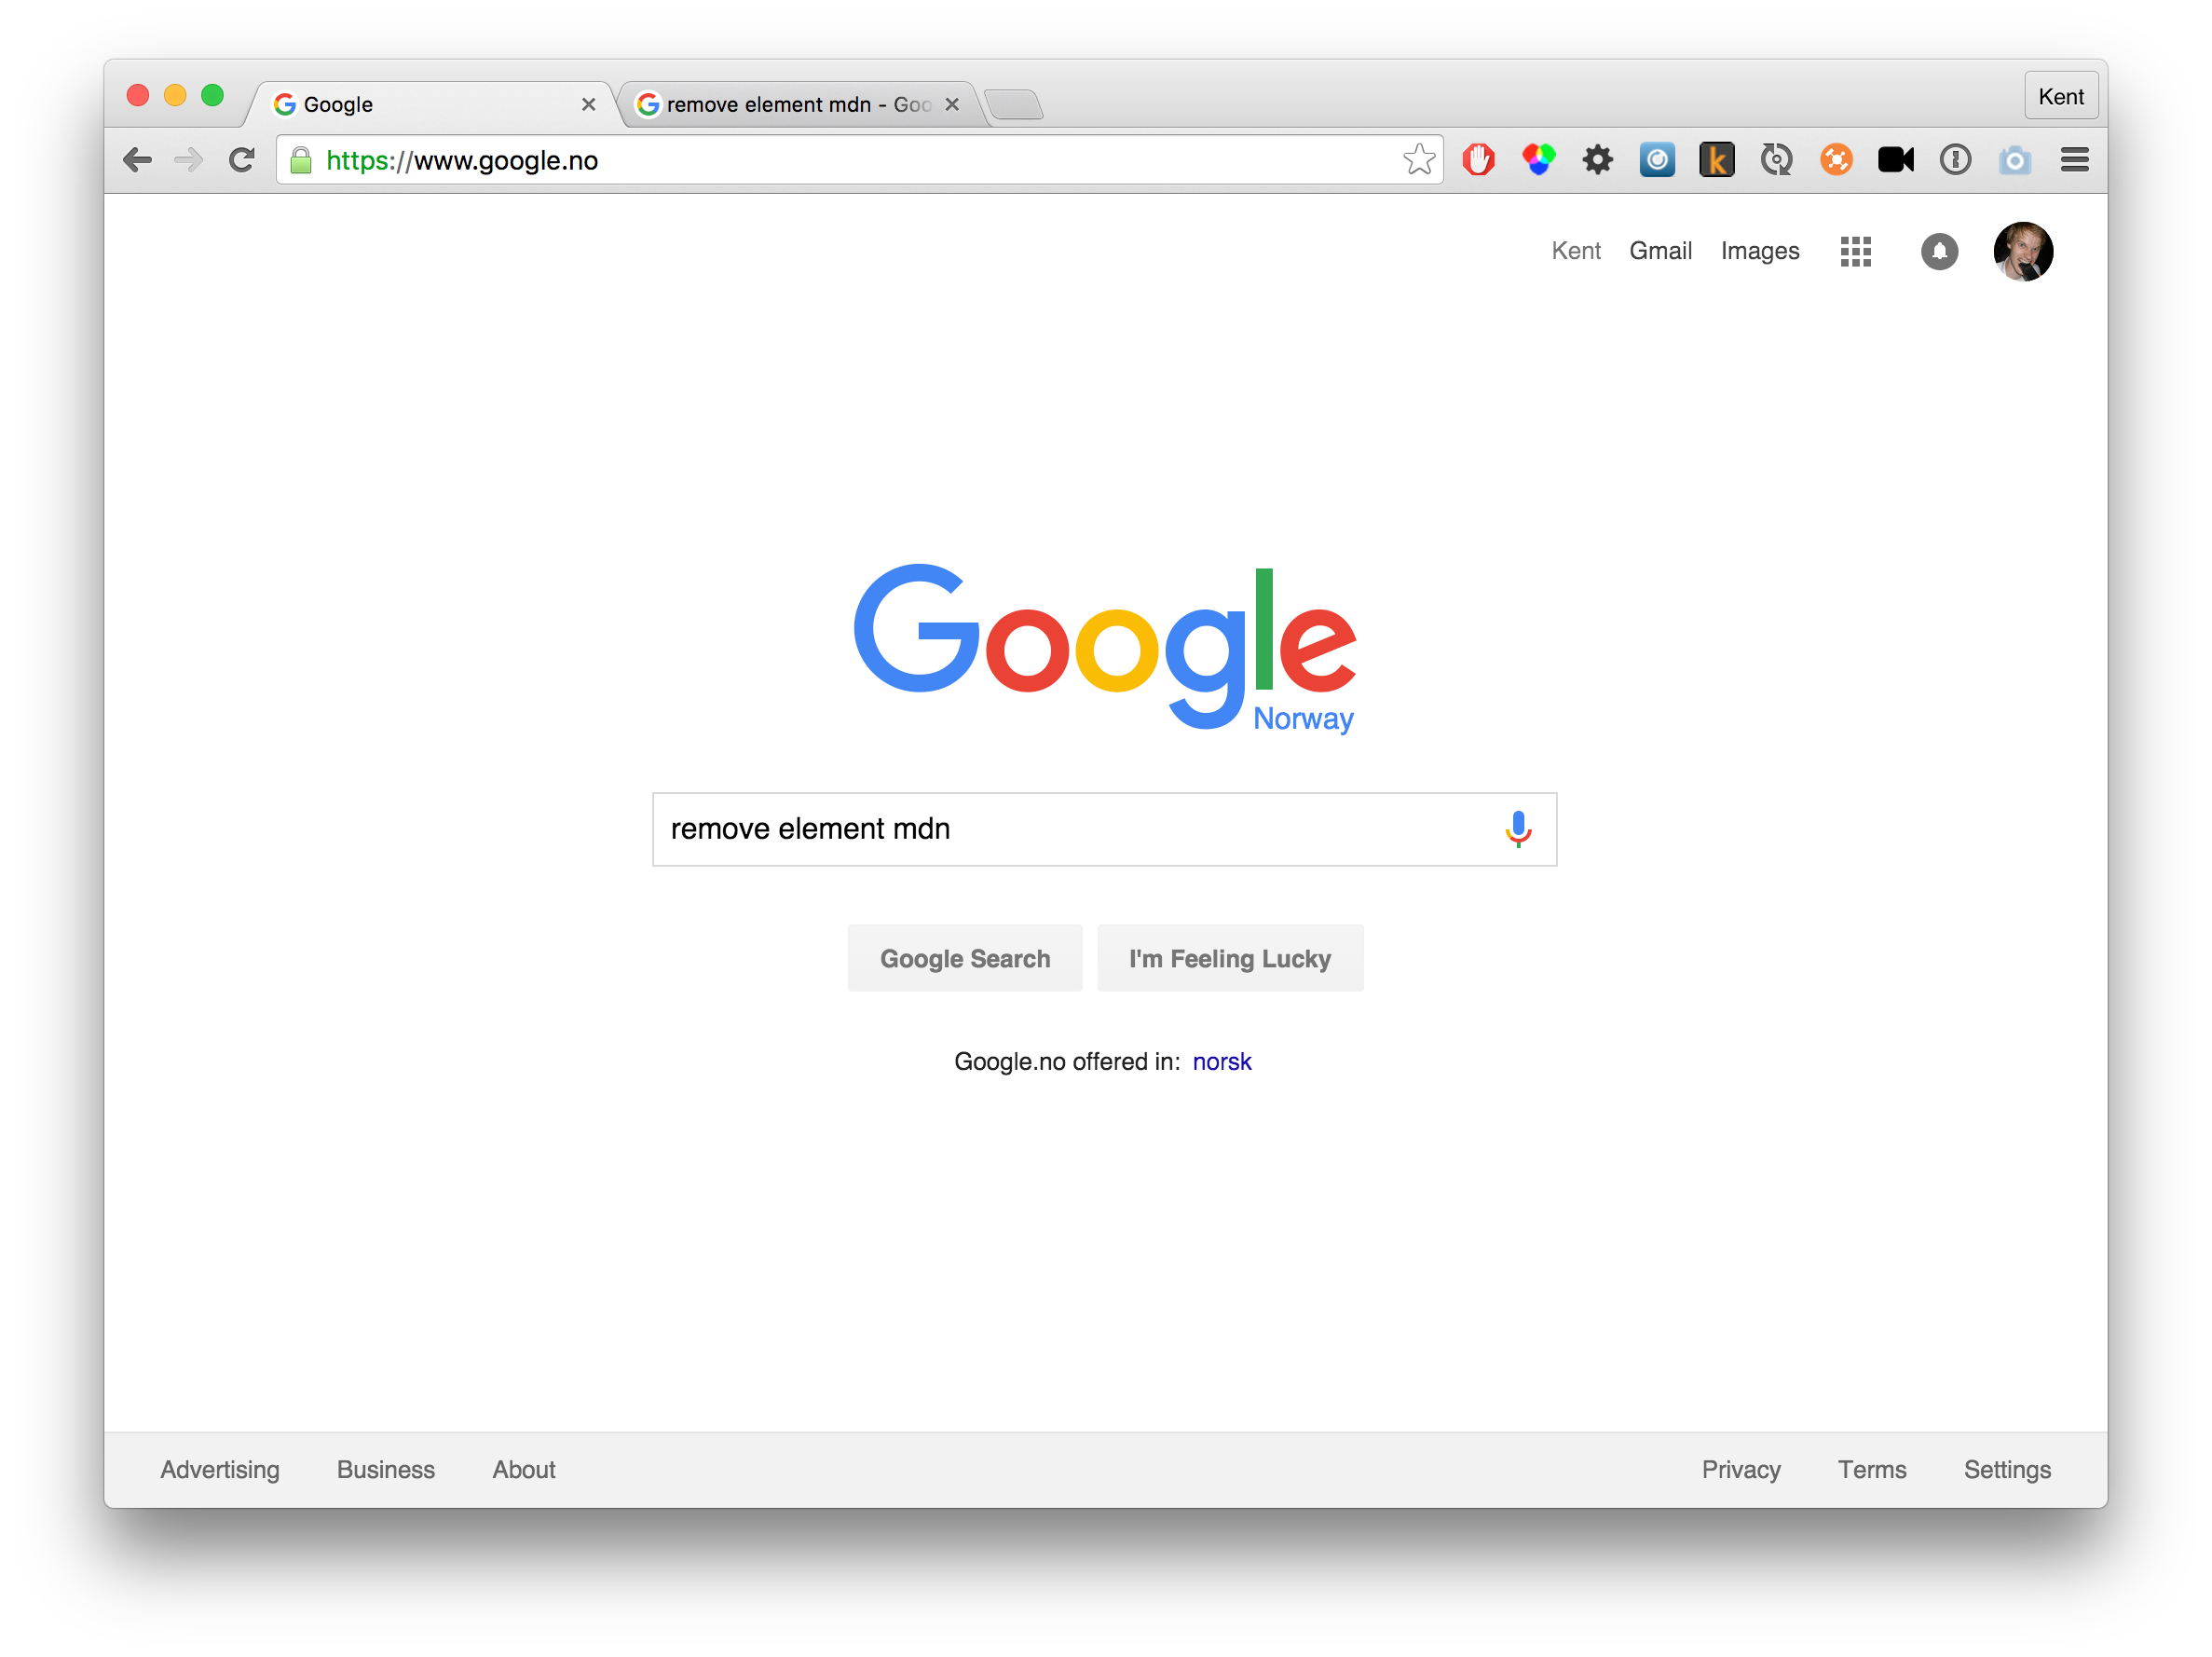 Google
remove element mdn - Goo
Kent
https://www.google.no
Kent Gmail Images
Google
Norway
remove element mdn
Google Search I'm Feeling Lucky
Google.no offered in: norsk
Advertising Business About Privacy Terms Settings